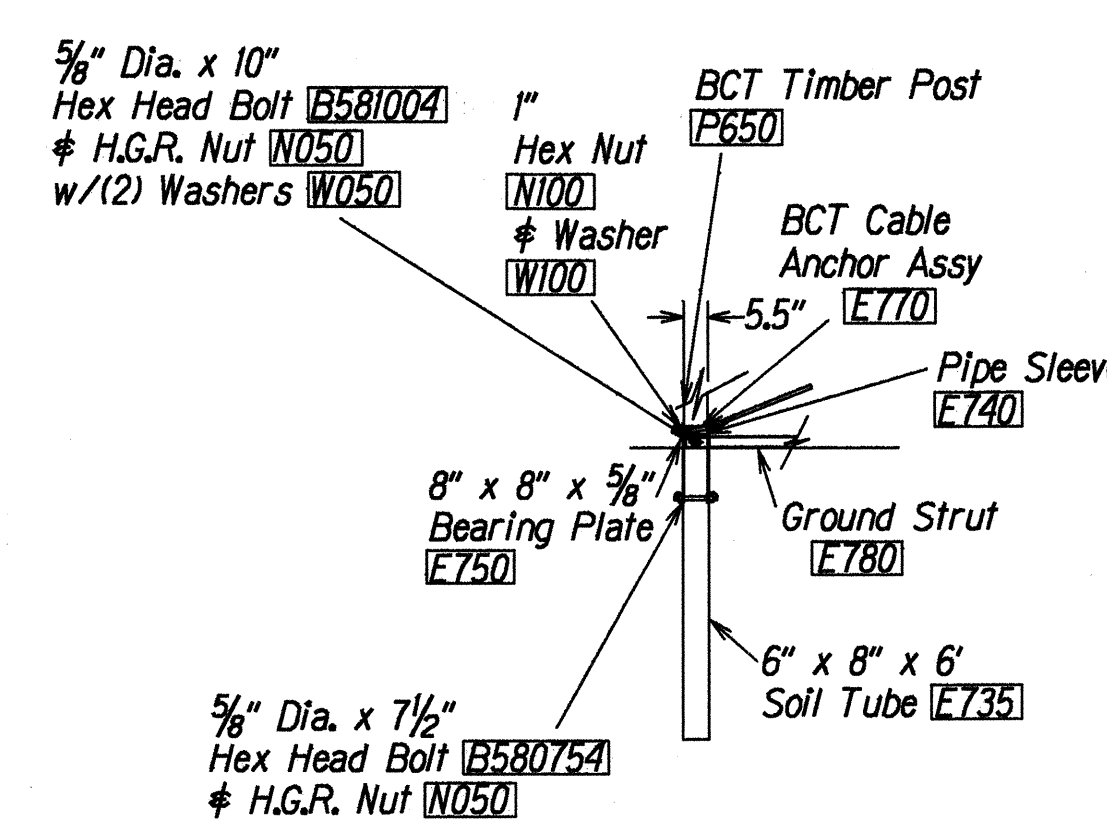 5/8" Dia. x 10"
Hex Head Bolt B581004
& H.G.R. Nut N050
w/(2) Washers W050
1"
Hex Nut
N100
& Washer
W100
BCT Timber Post
P650
BCT Cable
Anchor Assy
E770
5.5"
Pipe Sleev
E740
8" x 8" x 5/8"
Bearing Plate
E750
Ground Strut
E780
6" x 8" x 6'
Soil Tube E735
5/8" Dia. x 7 1/2"
Hex Head Bolt B580754
& H.G.R. Nut N050